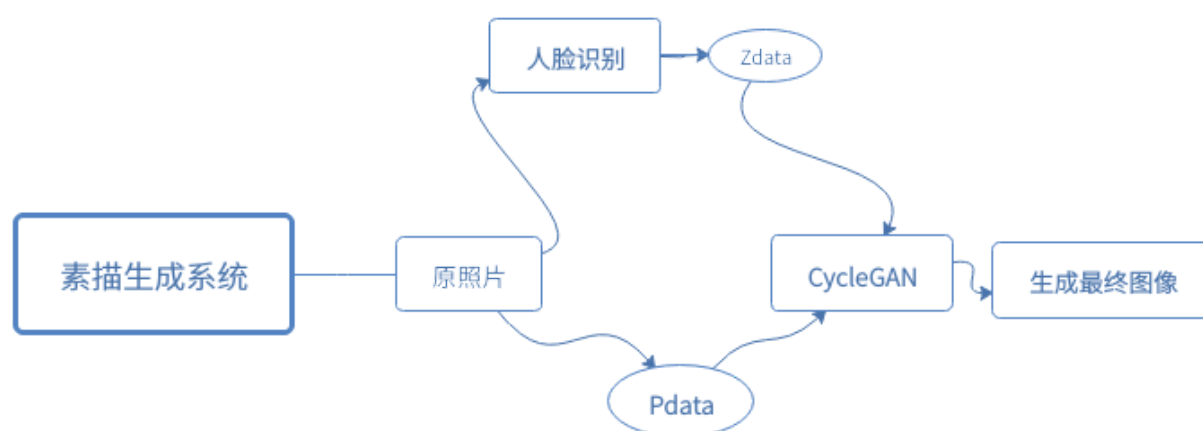 人脸识别
Zdata
素描生成系统
原照片
CycleGAN
生成最终图像
Pdata